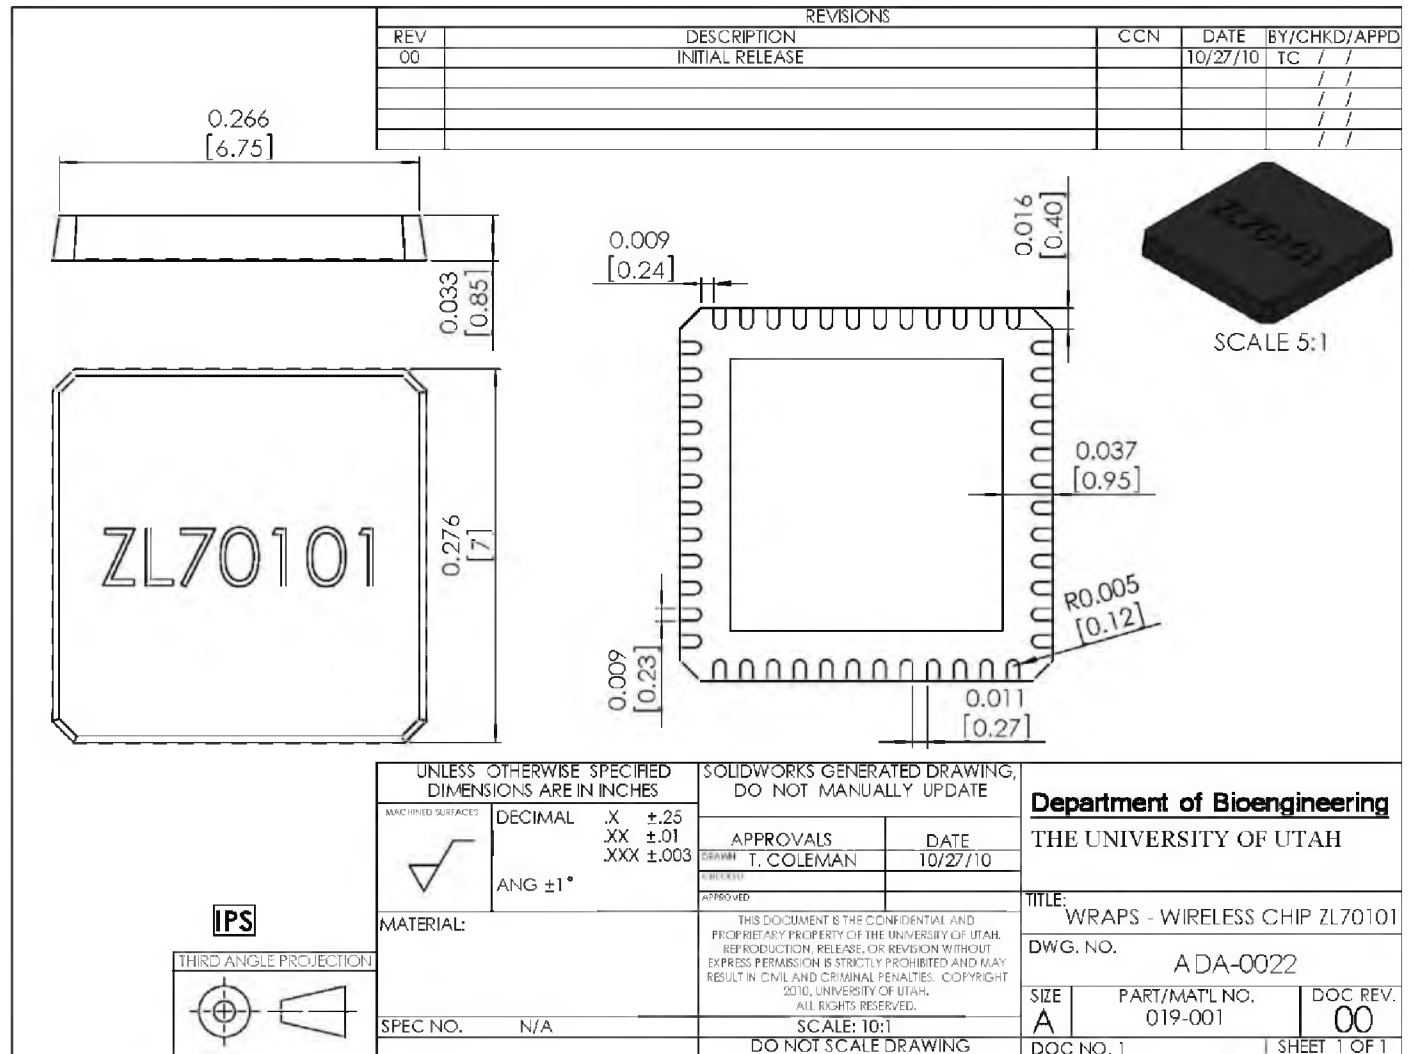 REVISIONS
REV DESCRIPTION CCN DATE BY/CHKD/APPD
00 INITIAL RELEASE 10/27/10 TC / /
/ /
/ /
/ /
/ /
0.266
[6.75]
0.033
[0.85]
0.009
[0.24]
0.016
[0.40]
ZL70101
SCALE 5:1
ZL70101
0.276
[7]
0.037
[0.95]
R0.005
[0.12]
0.009
[0.23]
0.011
[0.27]
UNLESS OTHERWISE SPECIFIED
DIMENSIONS ARE IN INCHES
MACHINED SURFACES
DECIMAL .X ±.25
.XX ±.01
.XXX ±.003
ANG ±1°
MATERIAL:
SPEC NO. N/A
SOLIDWORKS GENERATED DRAWING,
DO NOT MANUALLY UPDATE
APPROVALS DATE
DRAWN T. COLEMAN 10/27/10
CHECKED
APPROVED
THIS DOCUMENT IS THE CONFIDENTIAL AND
PROPRIETARY PROPERTY OF THE UNIVERSITY OF UTAH.
REPRODUCTION, RELEASE, OR REVISION WITHOUT
EXPRESS PERMISSION IS STRICTLY PROHIBITED AND MAY
RESULT IN CIVIL AND CRIMINAL PENALTIES. COPYRIGHT
2010, UNIVERSITY OF UTAH.
ALL RIGHTS RESERVED.
SCALE: 10:1
DO NOT SCALE DRAWING
Department of Bioengineering
THE UNIVERSITY OF UTAH
TITLE:
WRAPS - WIRELESS CHIP ZL70101
DWG. NO.
ADA-0022
SIZE PART/MAT'L NO. DOC REV.
A 019-001 00
DOC NO. 1 SHEET 1 OF 1
IPS
THIRD ANGLE PROJECTION